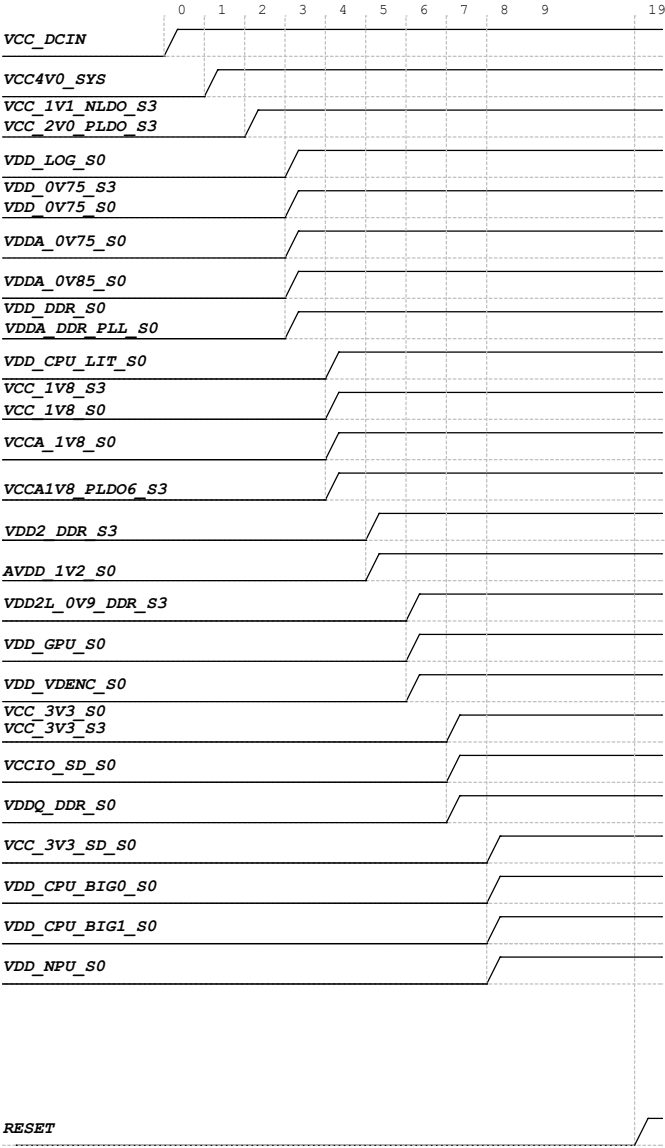 0 1 2 3 4 5 6 7 8 9 19
VCC_DCIN
VCC4V0_SYS
VCC_1V1_NLDO_S3
VCC_2V0_PLDO_S3
VDD_LOG_S0
VDD_0V75_S3
VDD_0V75_S0
VDDA_0V75_S0
VDDA_0V85_S0
VDD_DDR_S0
VDDA_DDR_PLL_S0
VDD_CPU_LIT_S0
VCC_1V8_S3
VCC_1V8_S0
VCCA_1V8_S0
VCCA1V8_PLDO6_S3
VDD2_DDR_S3
AVDD_1V2_S0
VDD2L_0V9_DDR_S3
VDD_GPU_S0
VDD_VDENC_S0
VCC_3V3_S0
VCC_3V3_S3
VCCIO_SD_S0
VDDQ_DDR_S0
VCC_3V3_SD_S0
VDD_CPU_BIG0_S0
VDD_CPU_BIG1_S0
VDD_NPU_S0
RESET